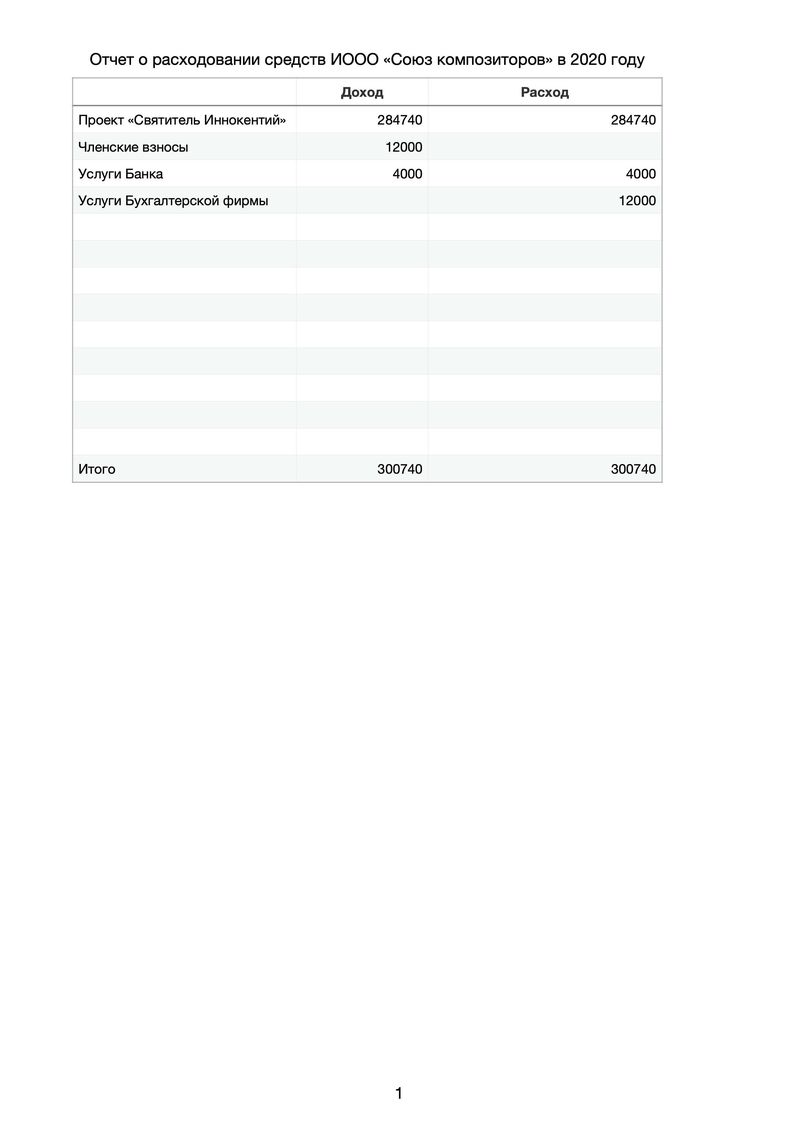 Отчет о расходовании средств ИООО «Союз композиторов» в 2020 году
Доход Расход
Проект «Святитель Иннокентий» 284740 284740
Членские взносы 12000
Услуги Банка 4000 4000
Услуги Бухгалтерской фирмы 12000
Итого 300740 300740
1